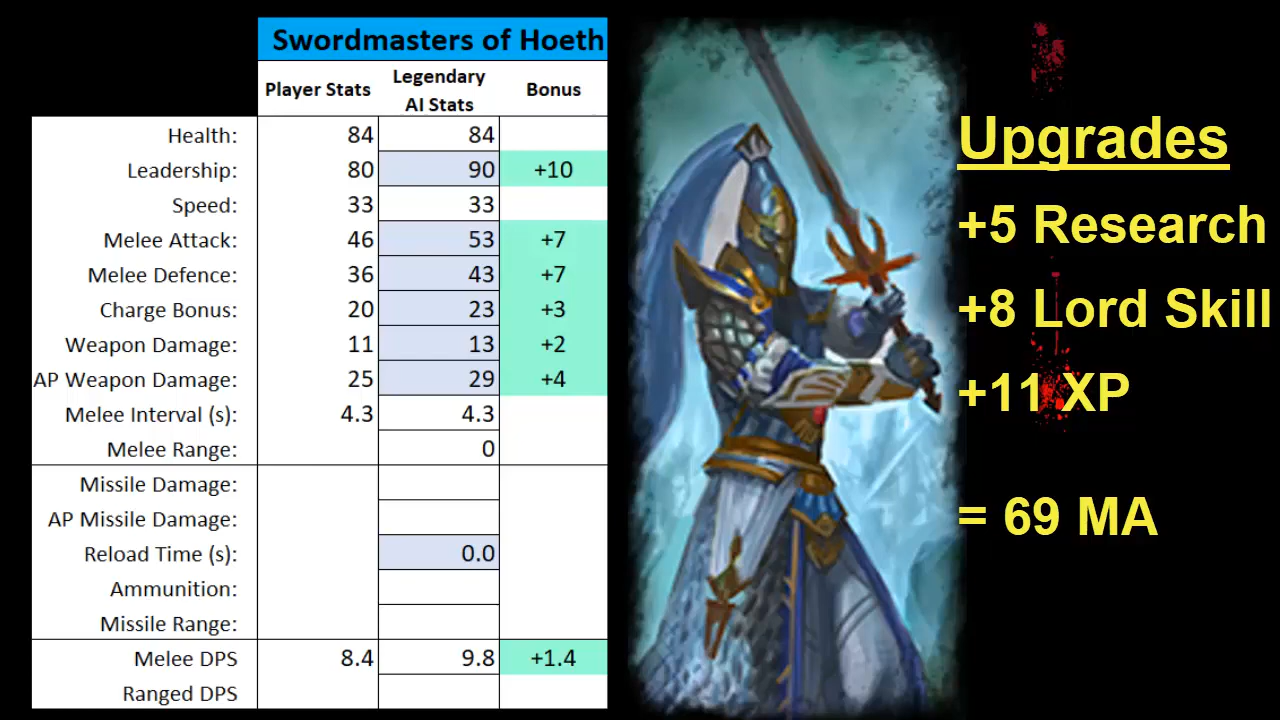 Swordmasters of Hoeth
Player Stats Legendary AI Stats Bonus
Health: 84 84
Leadership: 80 90 +10
Speed: 33 33
Melee Attack: 46 53 +7
Melee Defence: 36 43 +7
Charge Bonus: 20 23 +3
Weapon Damage: 11 13 +2
AP Weapon Damage: 25 29 +4
Melee Interval (s): 4.3 4.3
Melee Range: 0
Missile Damage:
AP Missile Damage:
Reload Time (s): 0.0
Ammunition:
Missile Range:
Melee DPS 8.4 9.8 +1.4
Ranged DPS
Upgrades
+5 Research
+8 Lord Skill
+11 XP
= 69 MA